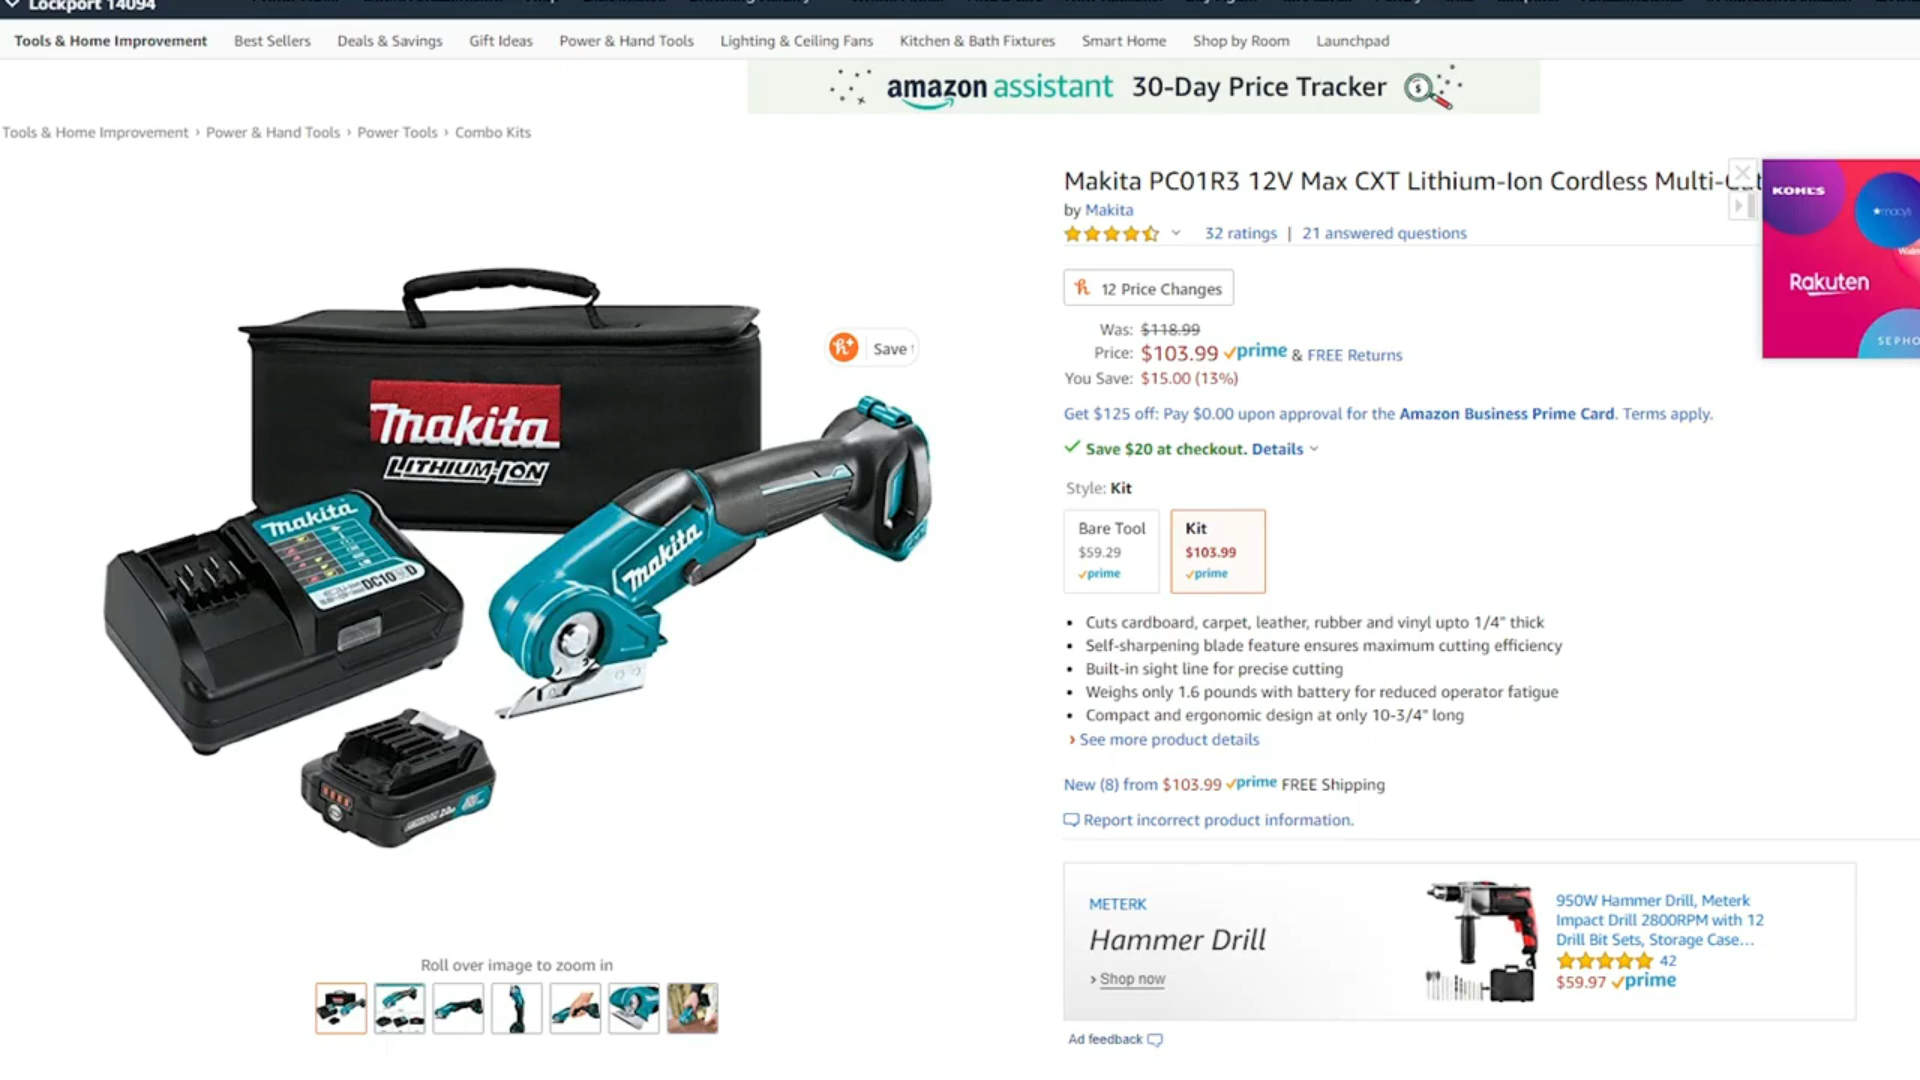 Lockport 14094
Tools & Home Improvement Best Sellers Deals & Savings Gift Ideas Power & Hand Tools Lighting & Ceiling Fans Kitchen & Bath Fixtures Smart Home Shop by Room Launchpad
amazon assistant 30-Day Price Tracker
Tools & Home Improvement › Power & Hand Tools › Power Tools › Combo Kits
Makita PC01R3 12V Max CXT Lithium-Ion Cordless Multi-Cut
by Makita
32 ratings | 21 answered questions
12 Price Changes
Was: $118.99
Price: $103.99 prime & FREE Returns
You Save: $15.00 (13%)
Get $125 off: Pay $0.00 upon approval for the Amazon Business Prime Card. Terms apply.
Save $20 at checkout. Details
Style: Kit
Bare Tool
$59.29
prime
Kit
$103.99
prime
• Cuts cardboard, carpet, leather, rubber and vinyl upto 1/4" thick
• Self-sharpening blade feature ensures maximum cutting efficiency
• Built-in sight line for precise cutting
• Weighs only 1.6 pounds with battery for reduced operator fatigue
• Compact and ergonomic design at only 10-3/4" long
› See more product details
New (8) from $103.99 prime FREE Shipping
Report incorrect product information.
METERK
Hammer Drill
› Shop now
950W Hammer Drill, Meterk
Impact Drill 2800RPM with 12
Drill Bit Sets, Storage Case...
42
$59.97 prime
Ad feedback
KOHL'S
macys
Rakuten
SEPHO
Save
makita
LITHIUM-ION
makita
makita
Roll over image to zoom in